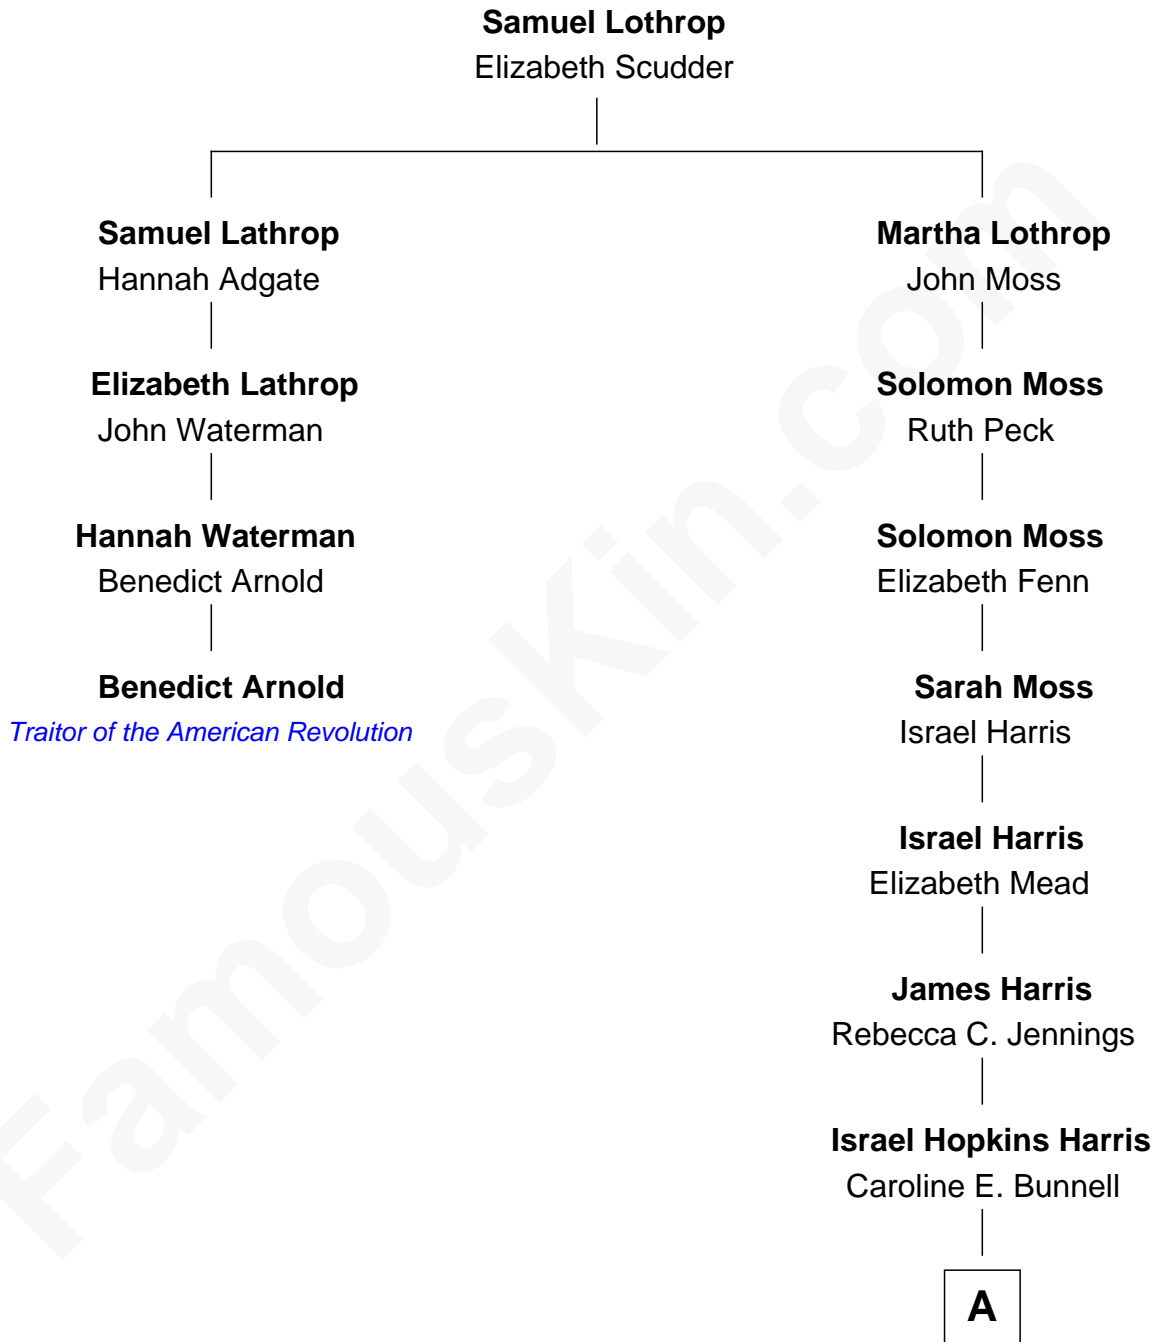 Samuel Lothrop
Elizabeth Scudder
Samuel Lathrop
Hannah Adgate
Martha Lothrop
John Moss
Elizabeth Lathrop
John Waterman
Solomon Moss
Ruth Peck
Hannah Waterman
Benedict Arnold
Solomon Moss
Elizabeth Fenn
Benedict Arnold
Traitor of the American Revolution
Sarah Moss
Israel Harris
Israel Harris
Elizabeth Mead
James Harris
Rebecca C. Jennings
Israel Hopkins Harris
Caroline E. Bunnell
A
FamousKin.com